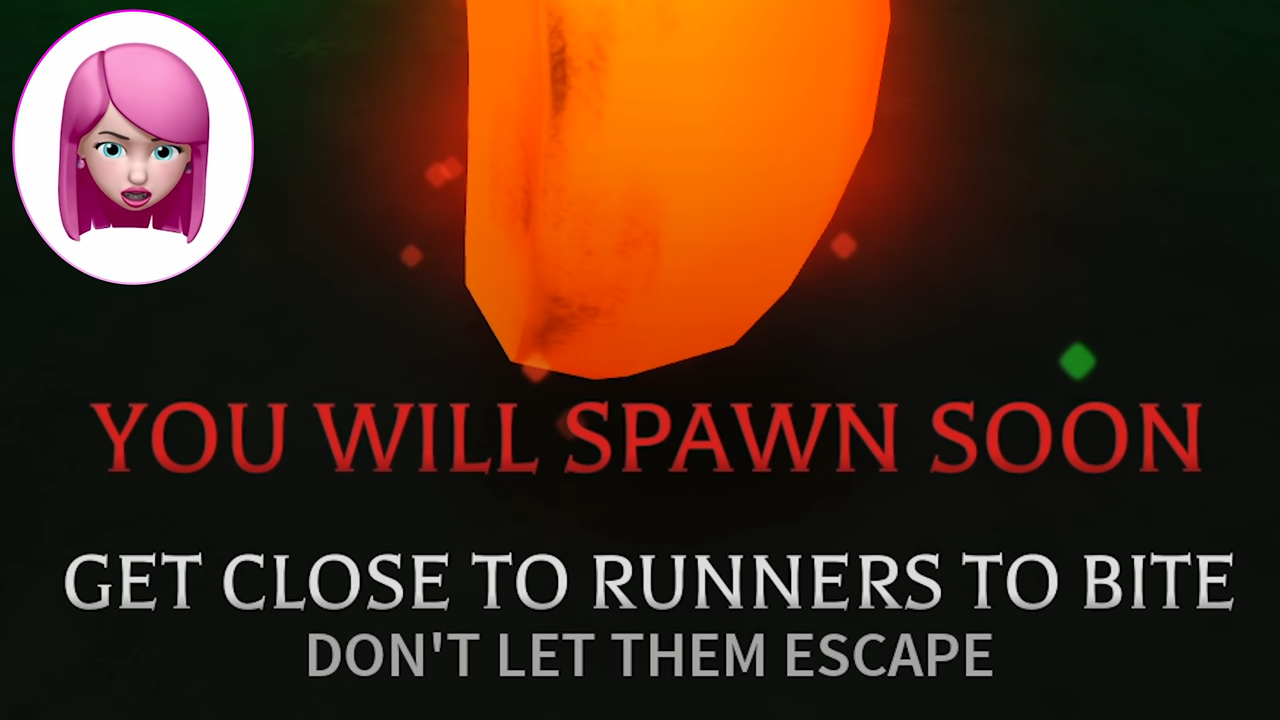 YOU WILL SPAWN SOON
GET CLOSE TO RUNNERS TO BITE
DON'T LET THEM ESCAPE